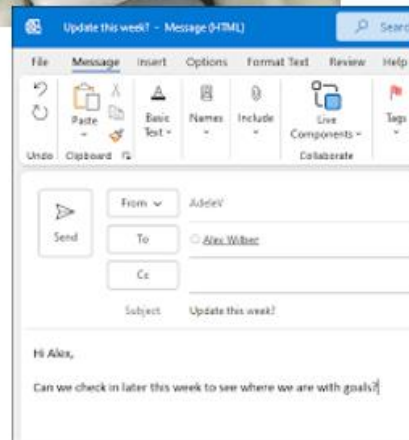 Update this week? - Message (HTML)
Search
File Message Insert Options Format Text Review Help
Paste
Basic Text
Names
Include
Live Components
Tags
Undo Clipboard Collaborate
Send
From AdeleV
To Alex Wilber
Cc
Subject Update this week?
Hi Alex,
Can we check in later this week to see where we are with goals?